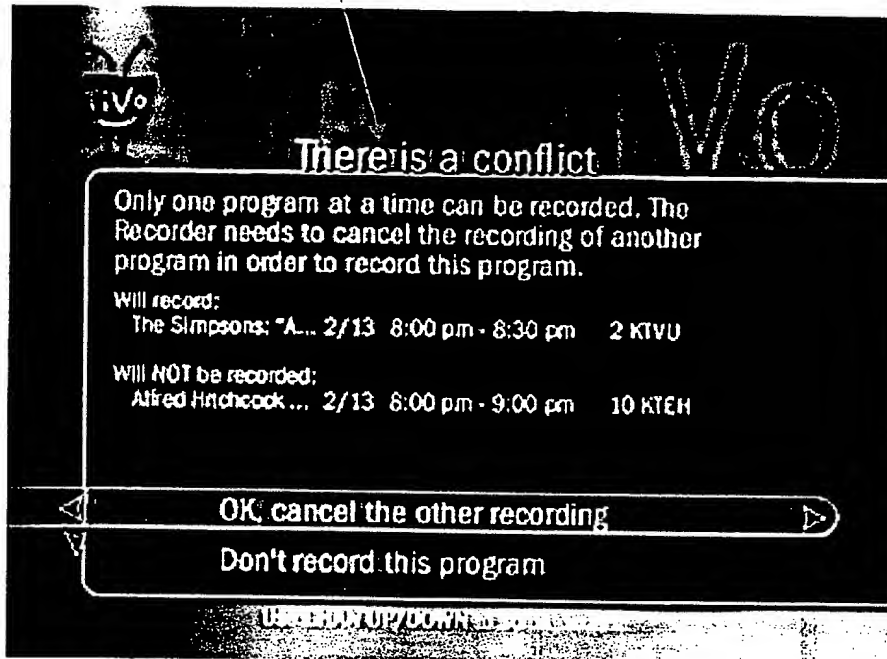 TiVo
There is a conflict
Only one program at a time can be recorded. The
Recorder needs to cancel the recording of another
program in order to record this program.
Will record:
The Simpsons: "A... 2/13 8:00 pm - 8:30 pm 2 KTVU
Will NOT be recorded:
Alfred Hitchcock ... 2/13 8:00 pm - 9:00 pm 10 KTEH
OK, cancel the other recording
Don't record this program
UP/DOWN